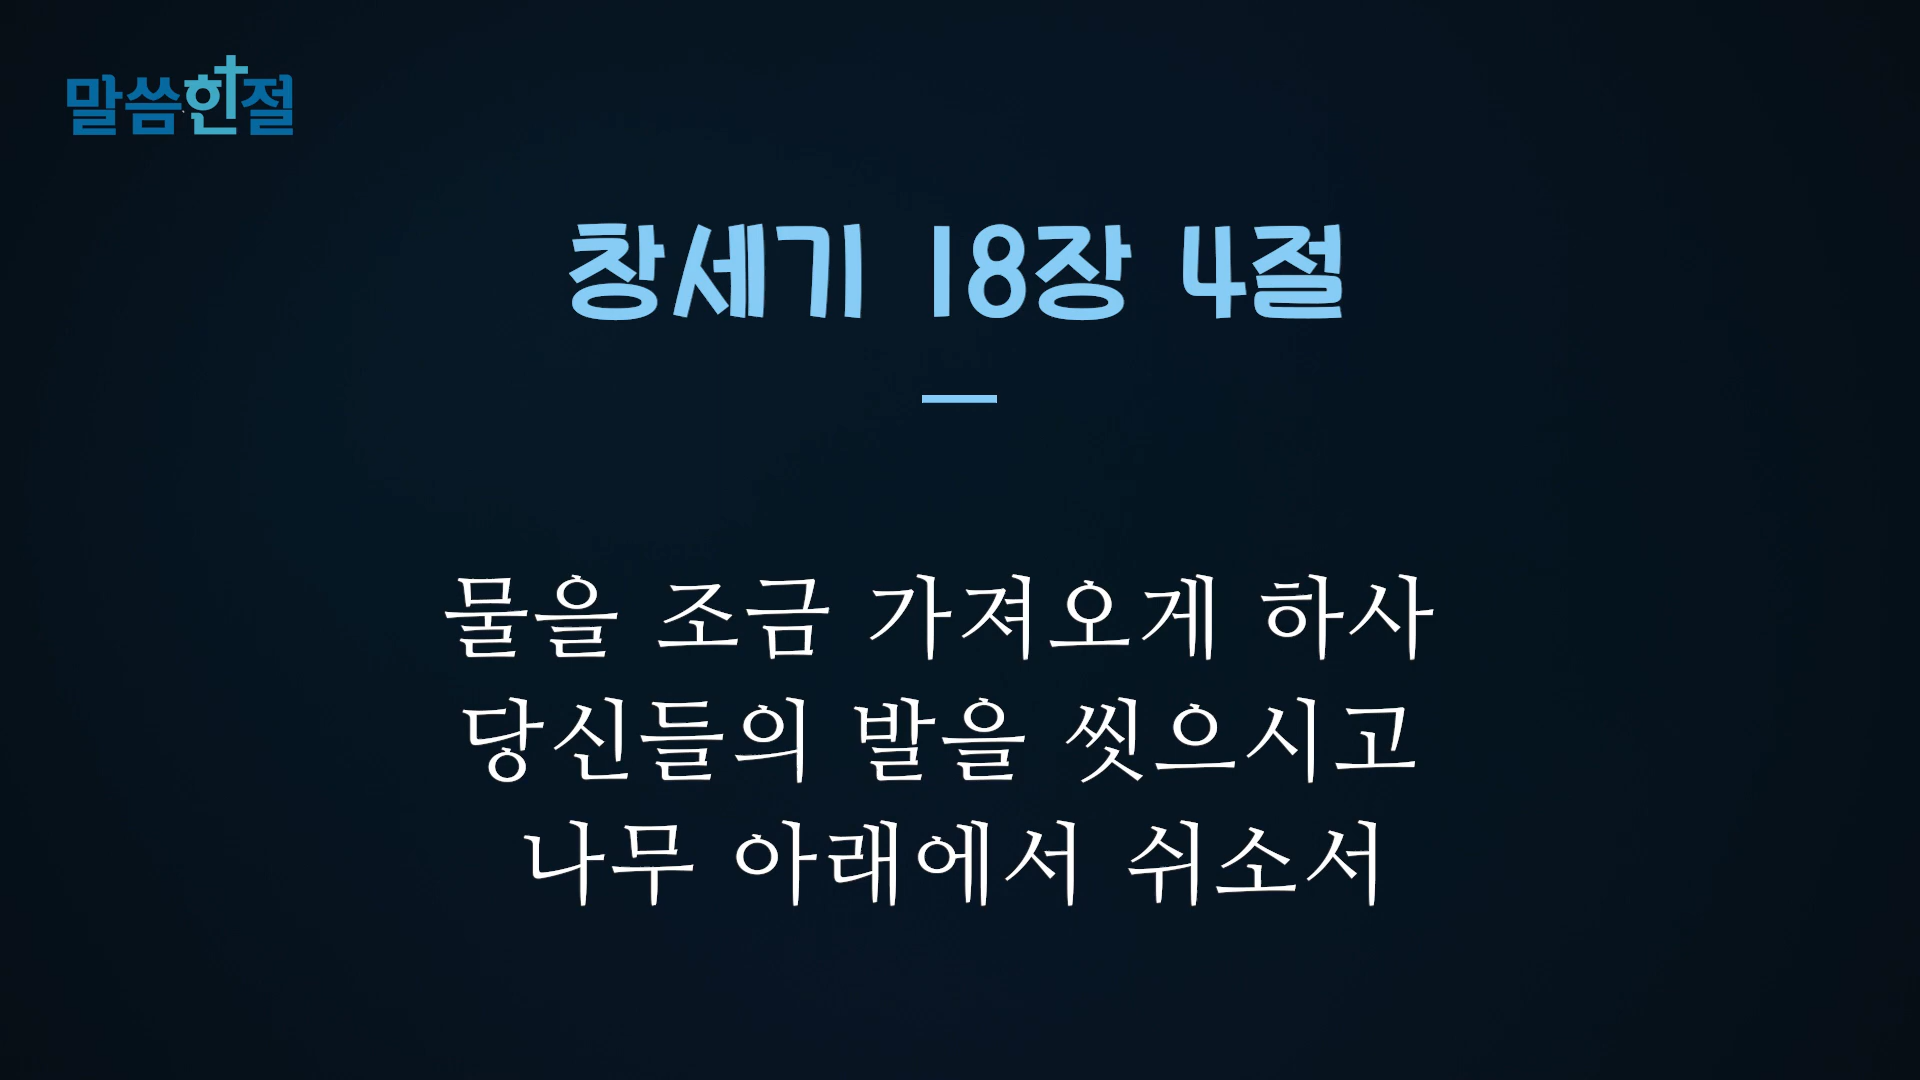 말씀한절
창세기 18장 4절
물을 조금 가져오게 하사
당신들의 발을 씻으시고
나무 아래에서 쉬소서